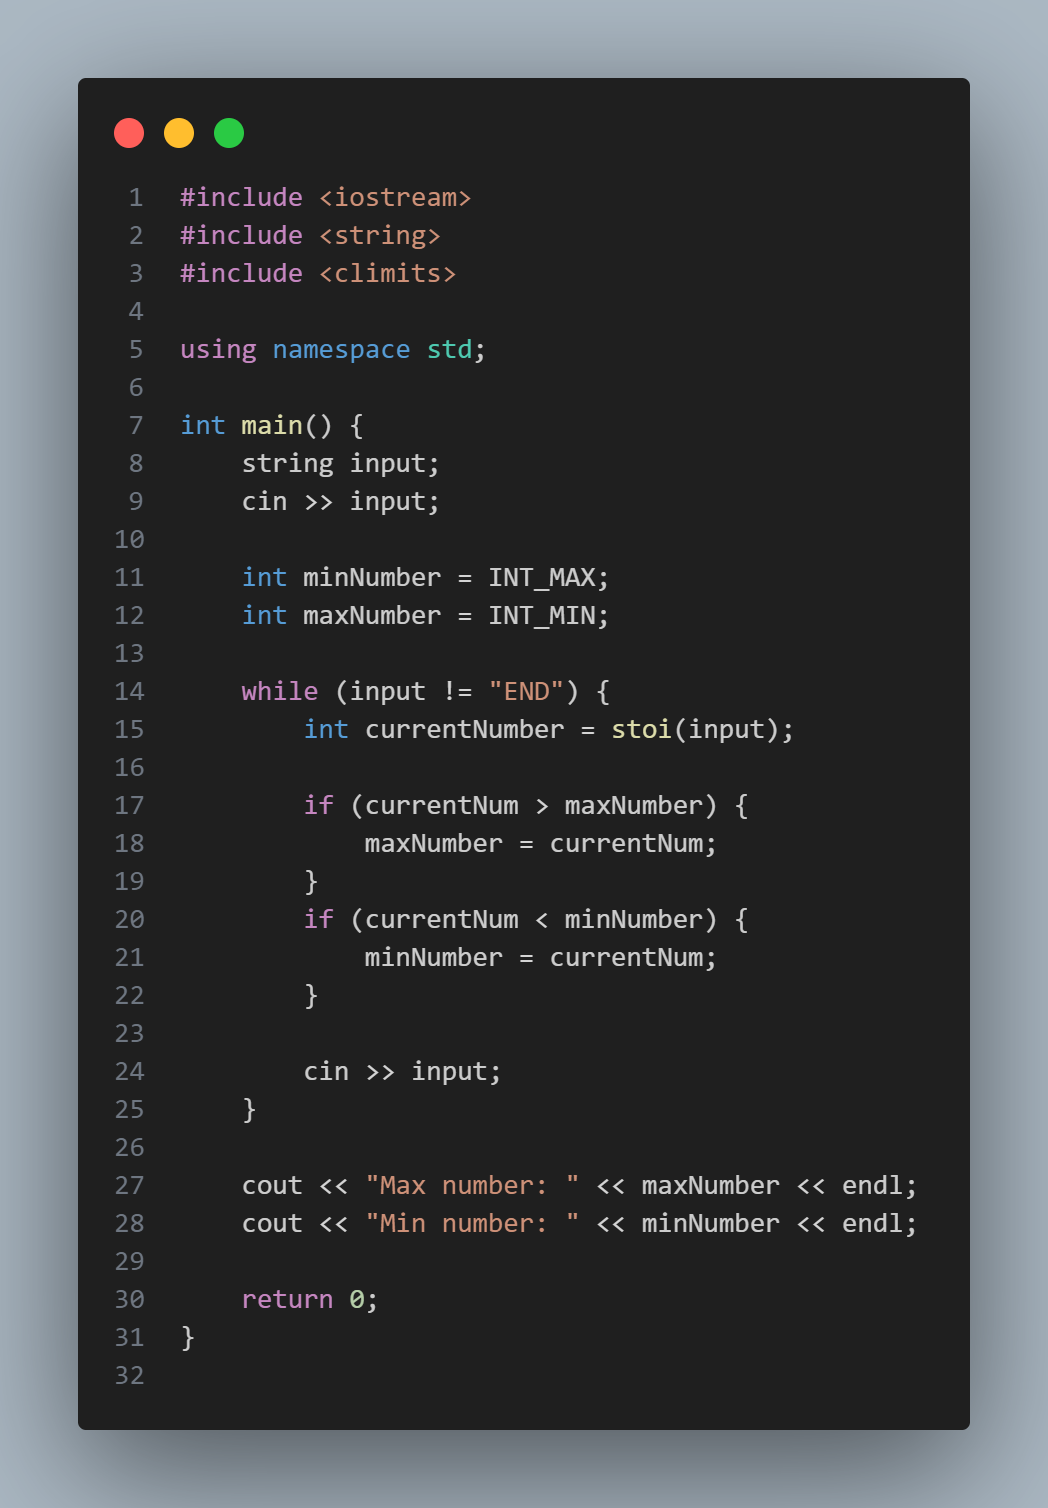 1 #include <iostream>
2 #include <string>
3 #include <climits>
4
5 using namespace std;
6
7 int main() {
8     string input;
9     cin >> input;
10
11     int minNumber = INT_MAX;
12     int maxNumber = INT_MIN;
13
14     while (input != "END") {
15         int currentNumber = stoi(input);
16
17         if (currentNum > maxNumber) {
18             maxNumber = currentNum;
19         }
20         if (currentNum < minNumber) {
21             minNumber = currentNum;
22         }
23
24         cin >> input;
25     }
26
27     cout << "Max number: " << maxNumber << endl;
28     cout << "Min number: " << minNumber << endl;
29
30     return 0;
31 }
32